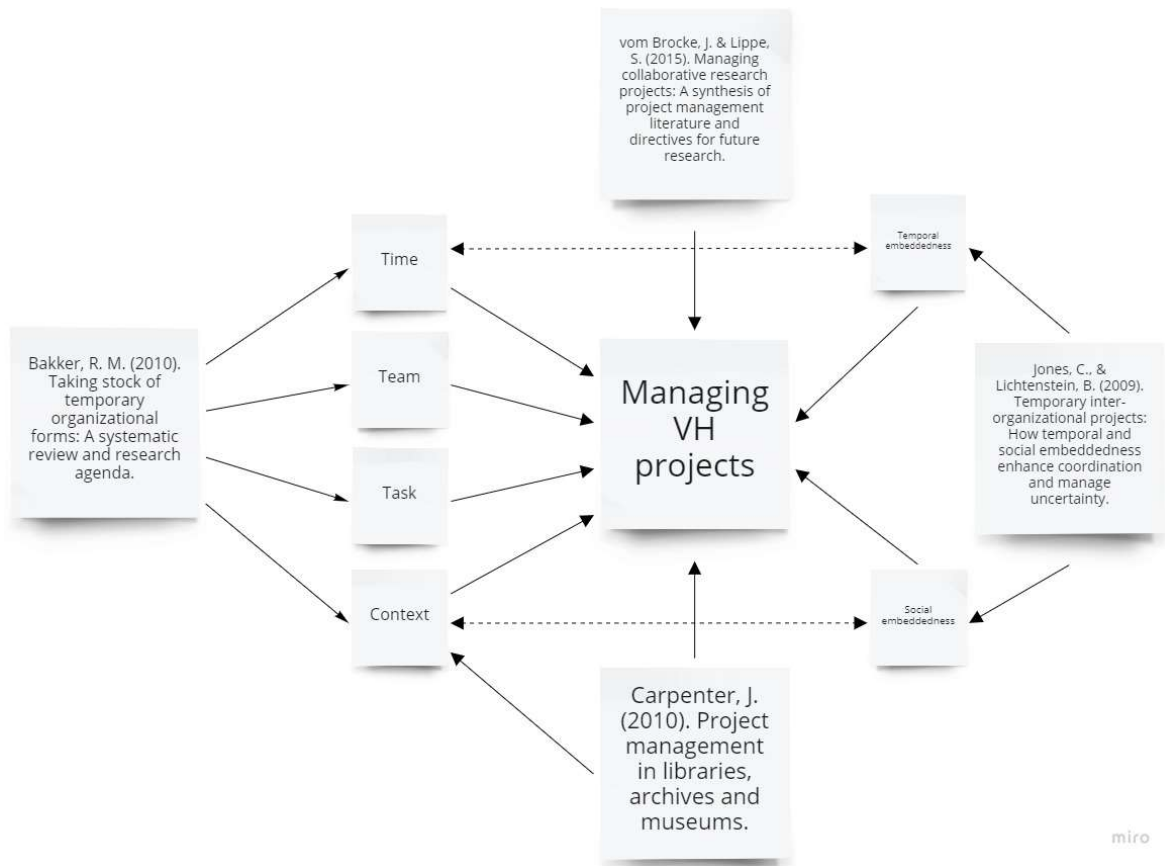 vom Brocke, J. & Lippe,
S. (2015). Managing
collaborative research
projects: A synthesis of
project management
literature and
directives for future
research.
Time
Temporal
embeddedness
Bakker, R. M. (2010).
Taking stock of
temporary
organizational
forms: A systematic
review and research
agenda.
Team
Managing
VH
projects
Jones, C., &
Lichtenstein, B. (2009).
Temporary inter-
organizational projects:
How temporal and
social embeddedness
enhance coordination
and manage
uncertainty.
Task
Context
Social
embeddedness
Carpenter, J.
(2010). Project
management
in libraries,
archives and
museums.
miro